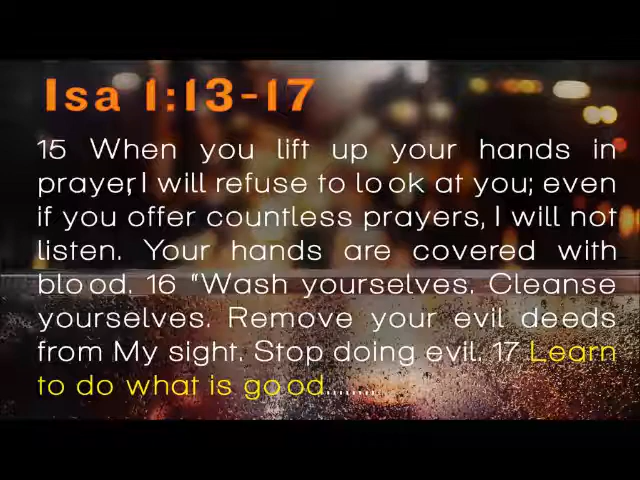 Isa 1:13-17
15 When you lift up your hands in
prayer, I will refuse to look at you; even
if you offer countless prayers, I will not
listen. Your hands are covered with
blood. 16 "Wash yourselves. Cleanse
yourselves. Remove your evil deeds
from My sight. Stop doing evil. 17 Learn
to do what is good..........